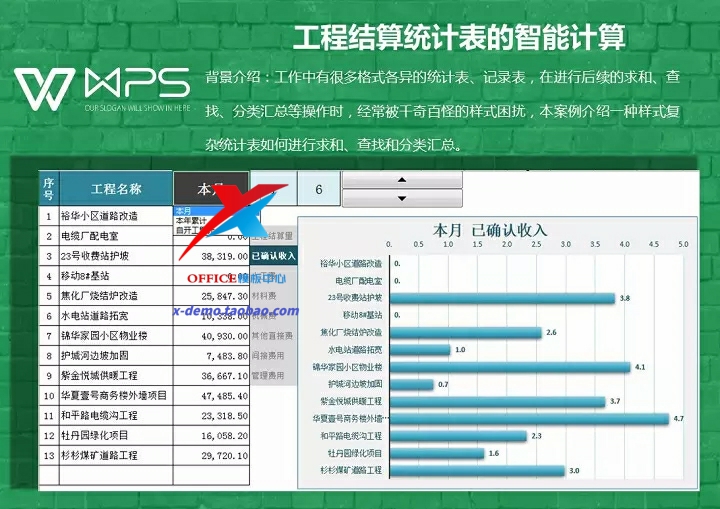 工程结算统计表的智能计算
WPS
OUR SLOGAN WILL SHOW IN HERE
背景介绍：工作中有很多格式各异的统计表、记录表，在进行后续的求和、查
找、分类汇总等操作时，经常被千奇百怪的样式困扰，本案例介绍一种样式复
杂统计表如何进行求和、查找和分类汇总。
序号 工程名称 本月 6
本月
本年累计
自开工
1 裕华小区道路改造
2 电缆厂配电室 0.00 工程结算量
3 23号收费站护坡 38,319.00 已确认收入
4 移动8#基站 0.00
5 焦化厂烧结炉改造 25,847.30 材料费
6 水电站道路拓宽 10,338.00 机械费
7 锦华家园小区物业楼 40,930.00 其他直接费
8 护城河边坡加固 7,483.80 间接费用
9 紫金悦城供暖工程 36,667.10 管理费用
10 华夏壹号商务楼外墙项目 47,485.40
11 和平路电缆沟工程 23,318.50
12 牡丹园绿化项目 16,058.20
13 杉杉煤矿道路工程 29,720.10
OFFICE模版中心
x-demo.taobao.com
本月 已确认收入
0. 0.5 1.0 1.5 2.0 2.5 3.0 3.5 4.0 4.5 5.0
裕华小区道路改造 0.
电缆厂配电室 0.
23号收费站护坡 3.8
移动8#基站 0.
焦化厂烧结炉改造 2.6
水电站道路拓宽 1.0
锦华家园小区物业楼 4.1
护城河边坡加固 0.7
紫金悦城供暖工程 3.7
华夏壹号商务楼外墙… 4.7
和平路电缆沟工程 2.3
牡丹园绿化项目 1.6
杉杉煤矿道路工程 3.0